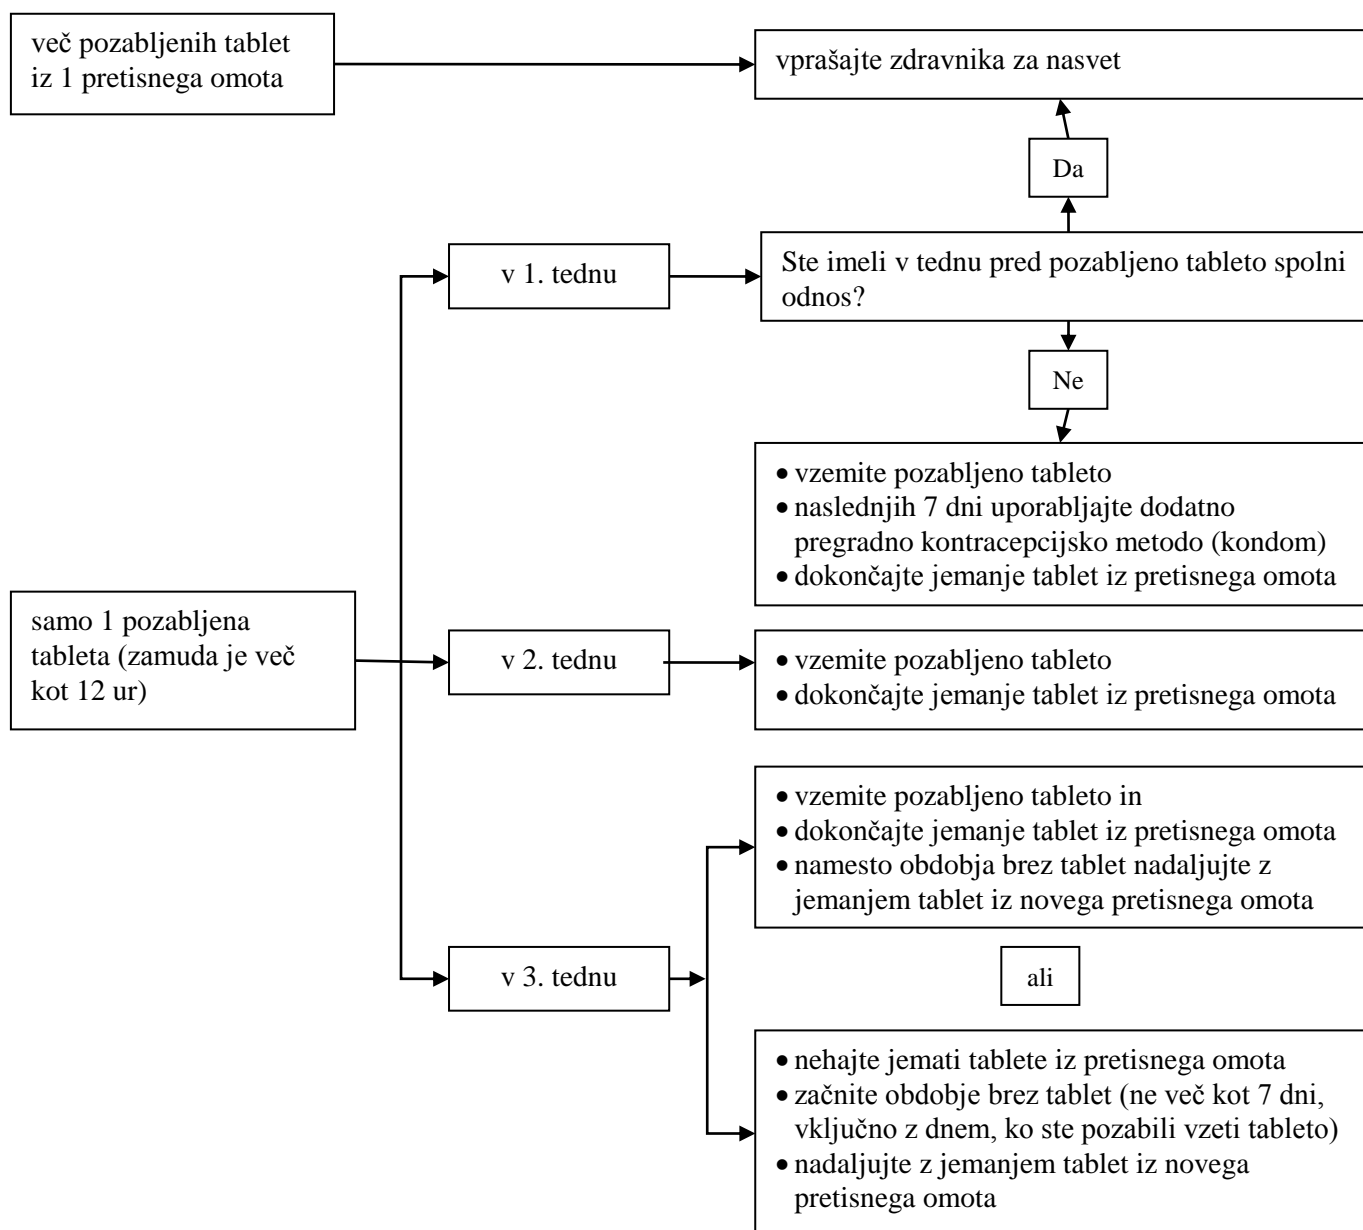 več pozabljenih tablet
iz 1 pretisnega omota
vprašajte zdravnika za nasvet
Da
v 1. tednu
Ste imeli v tednu pred pozabljeno tableto spolni
odnos?
Ne
• vzemite pozabljeno tableto
• naslednjih 7 dni uporabljajte dodatno
pregradno kontracepcijsko metodo (kondom)
• dokončajte jemanje tablet iz pretisnega omota
samo 1 pozabljena
tableta (zamuda je več
kot 12 ur)
v 2. tednu
• vzemite pozabljeno tableto
• dokončajte jemanje tablet iz pretisnega omota
• vzemite pozabljeno tableto in
• dokončajte jemanje tablet iz pretisnega omota
• namesto obdobja brez tablet nadaljujte z
jemanjem tablet iz novega pretisnega omota
v 3. tednu
ali
• nehajte jemati tablete iz pretisnega omota
• začnite obdobje brez tablet (ne več kot 7 dni,
vključno z dnem, ko ste pozabili vzeti tableto)
• nadaljujte z jemanjem tablet iz novega
pretisnega omota